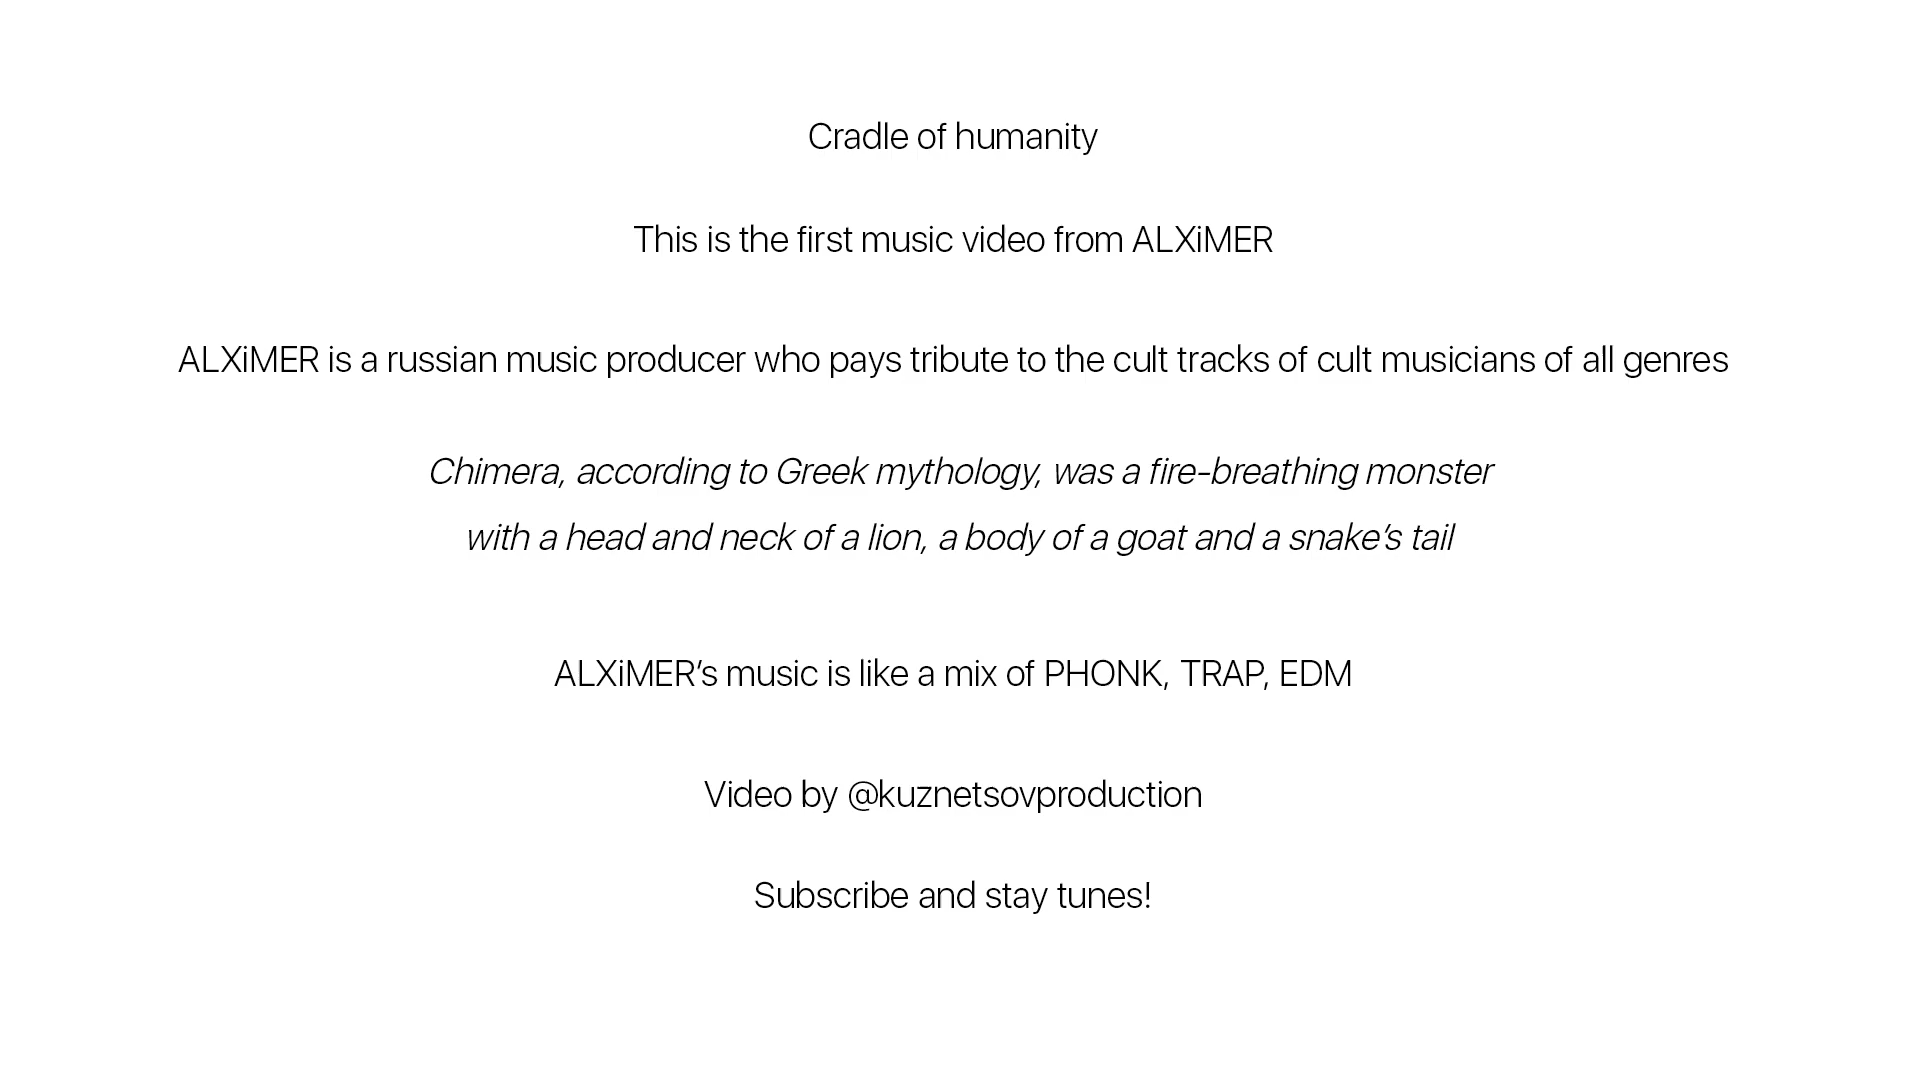 Cradle of humanity
This is the first music video from ALXiMER
ALXiMER is a russian music producer who pays tribute to the cult tracks of cult musicians of all genres
Chimera, according to Greek mythology, was a fire-breathing monster
with a head and neck of a lion, a body of a goat and a snake’s tail
ALXiMER’s music is like a mix of PHONK, TRAP, EDM
Video by @kuznetsovproduction
Subscribe and stay tunes!